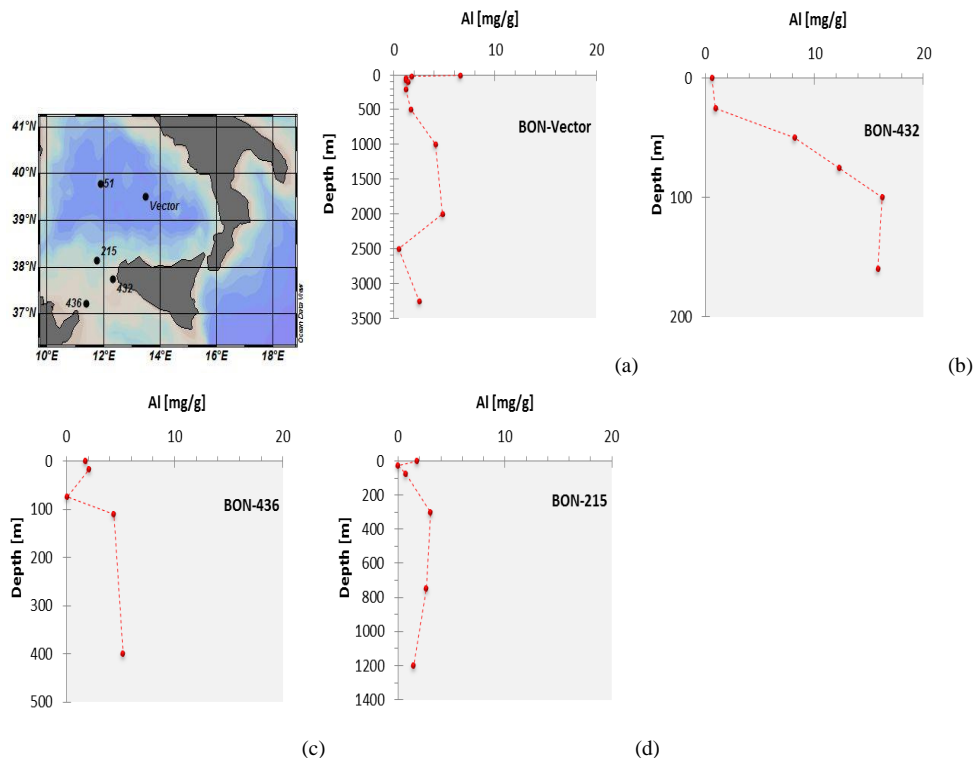 41°N
40°N
39°N
38°N
37°N
10°E 12°E 14°E 16°E 18°E
51
Vector
215
432
436
Ocean Data View
Al [mg/g]
0 10 20
0
500
1000
1500
2000
2500
3000
3500
Depth [m]
BON-Vector
(a)
Al [mg/g]
0 10 20
0
100
200
Depth [m]
BON-432
(b)
Al [mg/g]
0 10 20
0
100
200
300
400
500
Depth [m]
BON-436
(c)
Al [mg/g]
0 10 20
0
200
400
600
800
1000
1200
1400
Depth [m]
BON-215
(d)